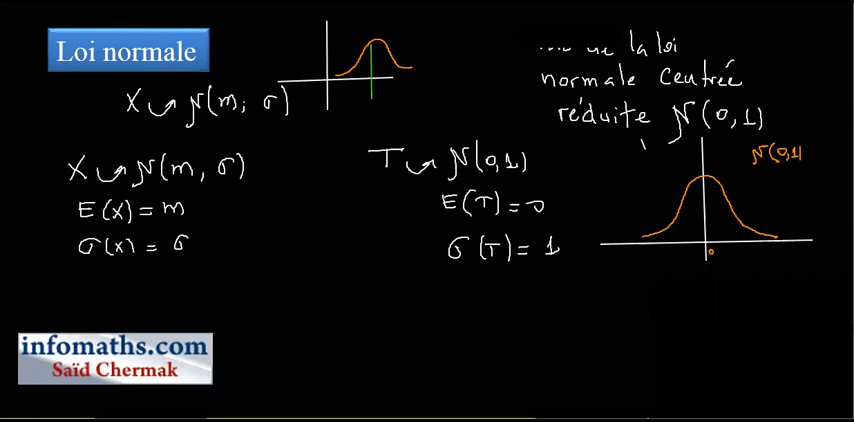 Loi normale
X ↝ N(m; σ)
de la loi
normale centrée
réduite N(0,1)
X ↝ N(m, σ)
E(X) = m
σ(X) = σ
T ↝ N(0,1)
E(T) = 0
σ(T) = 1
N(0,1)
0
infomaths.com
Saïd Chermak